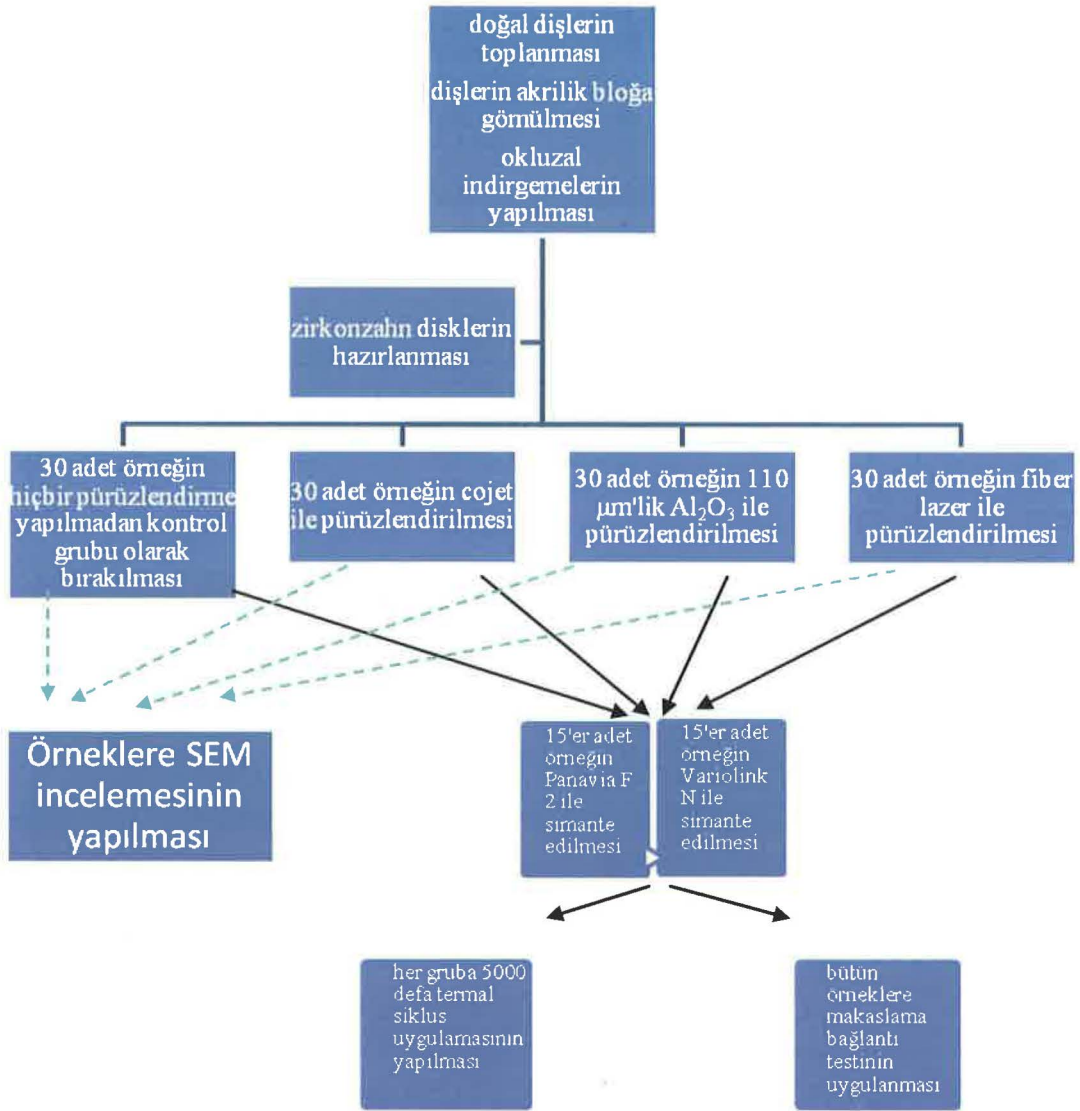 doğal dişlerin
toplanması
dişlerin akrilik bloğa
gömülmesi
okluzal
indirgemelerin
yapılması
zirkonzahn disklerin
hazırlanması
30 adet örneğin
hiçbir pürüzlendirme
yapılmadan kontrol
grubu olarak
bırakılması
30 adet örneğin cojet
ile pürüzlendirilmesi
30 adet örneğin 110
µm'lik Al₂O₃ ile
pürüzlendirilmesi
30 adet örneğin fiber
lazer ile
pürüzlendirilmesi
Örneklere SEM
incelemesinin
yapılması
15'er adet
örneğin
Panavia F
2 ile
simante
edilmesi
15'er adet
örneğin
Variolink
N ile
simante
edilmesi
her gruba 5000
defa termal
siklus
uygulamasının
yapılması
bütün
örneklere
makaslama
bağlantı
testinin
uygulanması